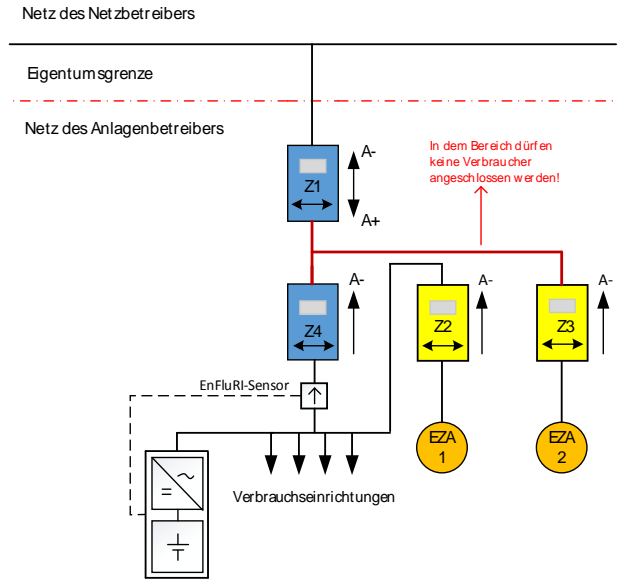 Netz des Netzbetreibers
Eigentumsgrenze
Netz des Anlagenbetreibers
In dem Bereich dürfen
keine Verbraucher
angeschlossen werden!
A-
Z1
A+
A-
Z4
A-
Z2
A-
Z3
EnFluRI-Sensor
EZA
1
EZA
2
Verbrauchseinrichtungen